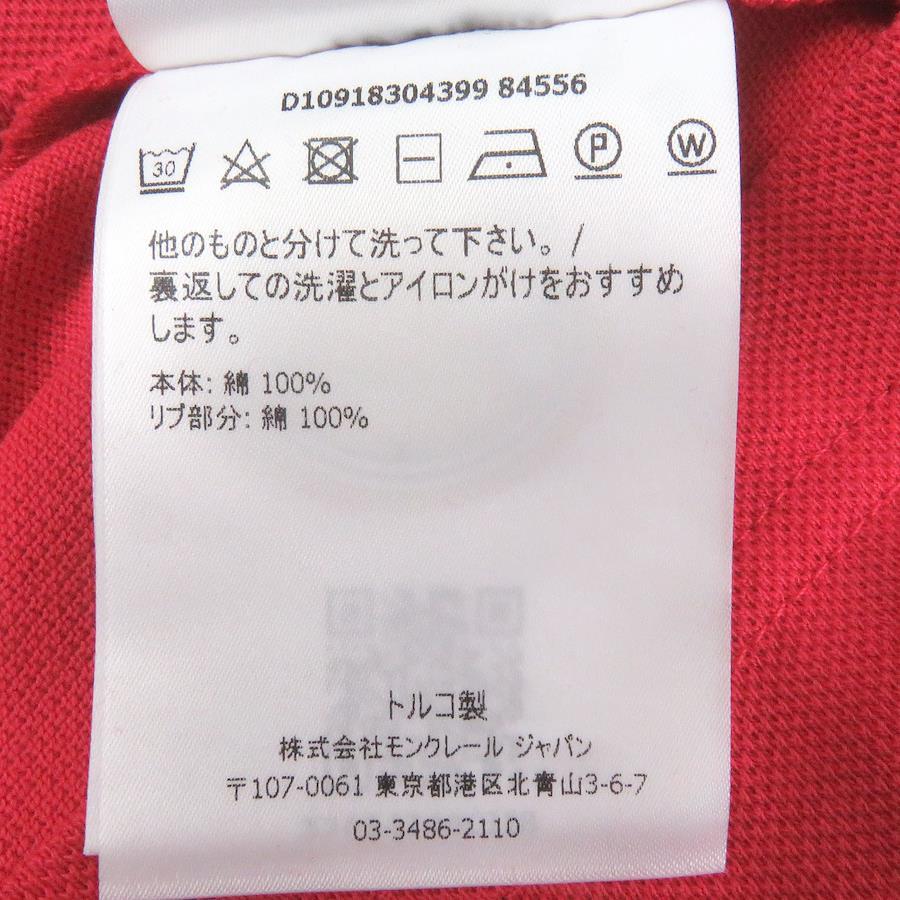 D10918304399 84556
30 P W
他のものと分けて洗って下さい。/
裏返しての洗濯とアイロンがけをおすすめ
します。
本体: 綿 100%
リブ部分: 綿 100%
トルコ製
株式会社モンクレール ジャパン
〒107-0061 東京都港区北青山3-6-7
03-3486-2110